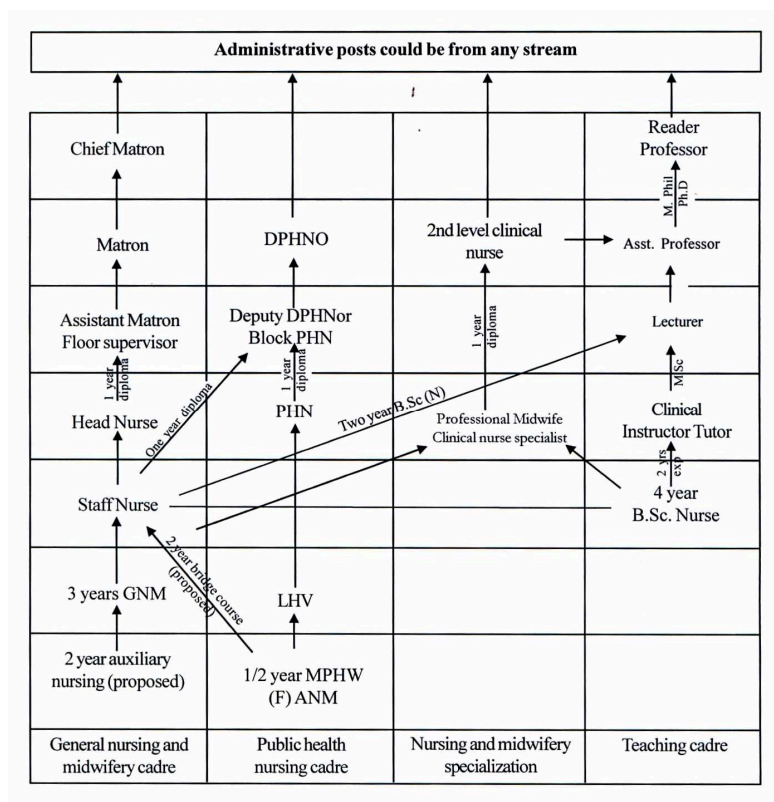 Administrative posts could be from any stream
Chief Matron
Reader
Professor
M. Phil
Ph.D
Matron
DPHNO
2nd level clinical
nurse
Asst. Professor
Assistant Matron
Floor supervisor
Deputy DPHNor
Block PHN
1 year
diploma
Lecturer
1 year
diploma
One year diploma
1 year
diploma
Two year B.Sc (N)
MSc
Head Nurse
PHN
Professional Midwife
Clinical nurse specialist
Clinical
Instructor Tutor
2 yrs
exp
Staff Nurse
4 year
B.Sc. Nurse
2 year bridge course
(proposed)
3 years GNM
LHV
2 year auxiliary
nursing (proposed)
1/2 year MPHW
(F) ANM
General nursing and
midwifery cadre
Public health
nursing cadre
Nursing and midwifery
specialization
Teaching cadre